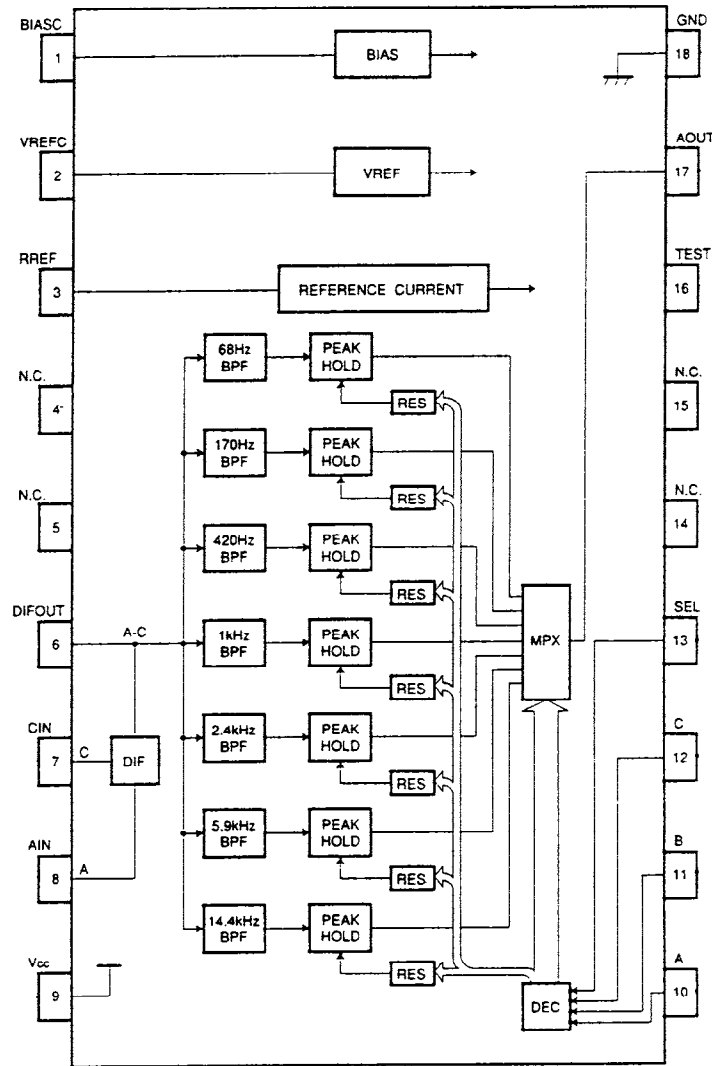 BIASC
1
BIAS
GND
18
VREFC
2
VREF
AOUT
17
RREF
3
REFERENCE CURRENT
TEST
16
N.C.
4
N.C.
15
N.C.
5
N.C.
14
DIFOUT
6
A-C
SEL
13
CIN
7
C
DIF
C
12
AIN
8
A
B
11
Vcc
9
A
10
68Hz
BPF
PEAK
HOLD
RES
170Hz
BPF
PEAK
HOLD
RES
420Hz
BPF
PEAK
HOLD
RES
1kHz
BPF
PEAK
HOLD
RES
2.4kHz
BPF
PEAK
HOLD
RES
5.9kHz
BPF
PEAK
HOLD
RES
14.4kHz
BPF
PEAK
HOLD
RES
MPX
DEC